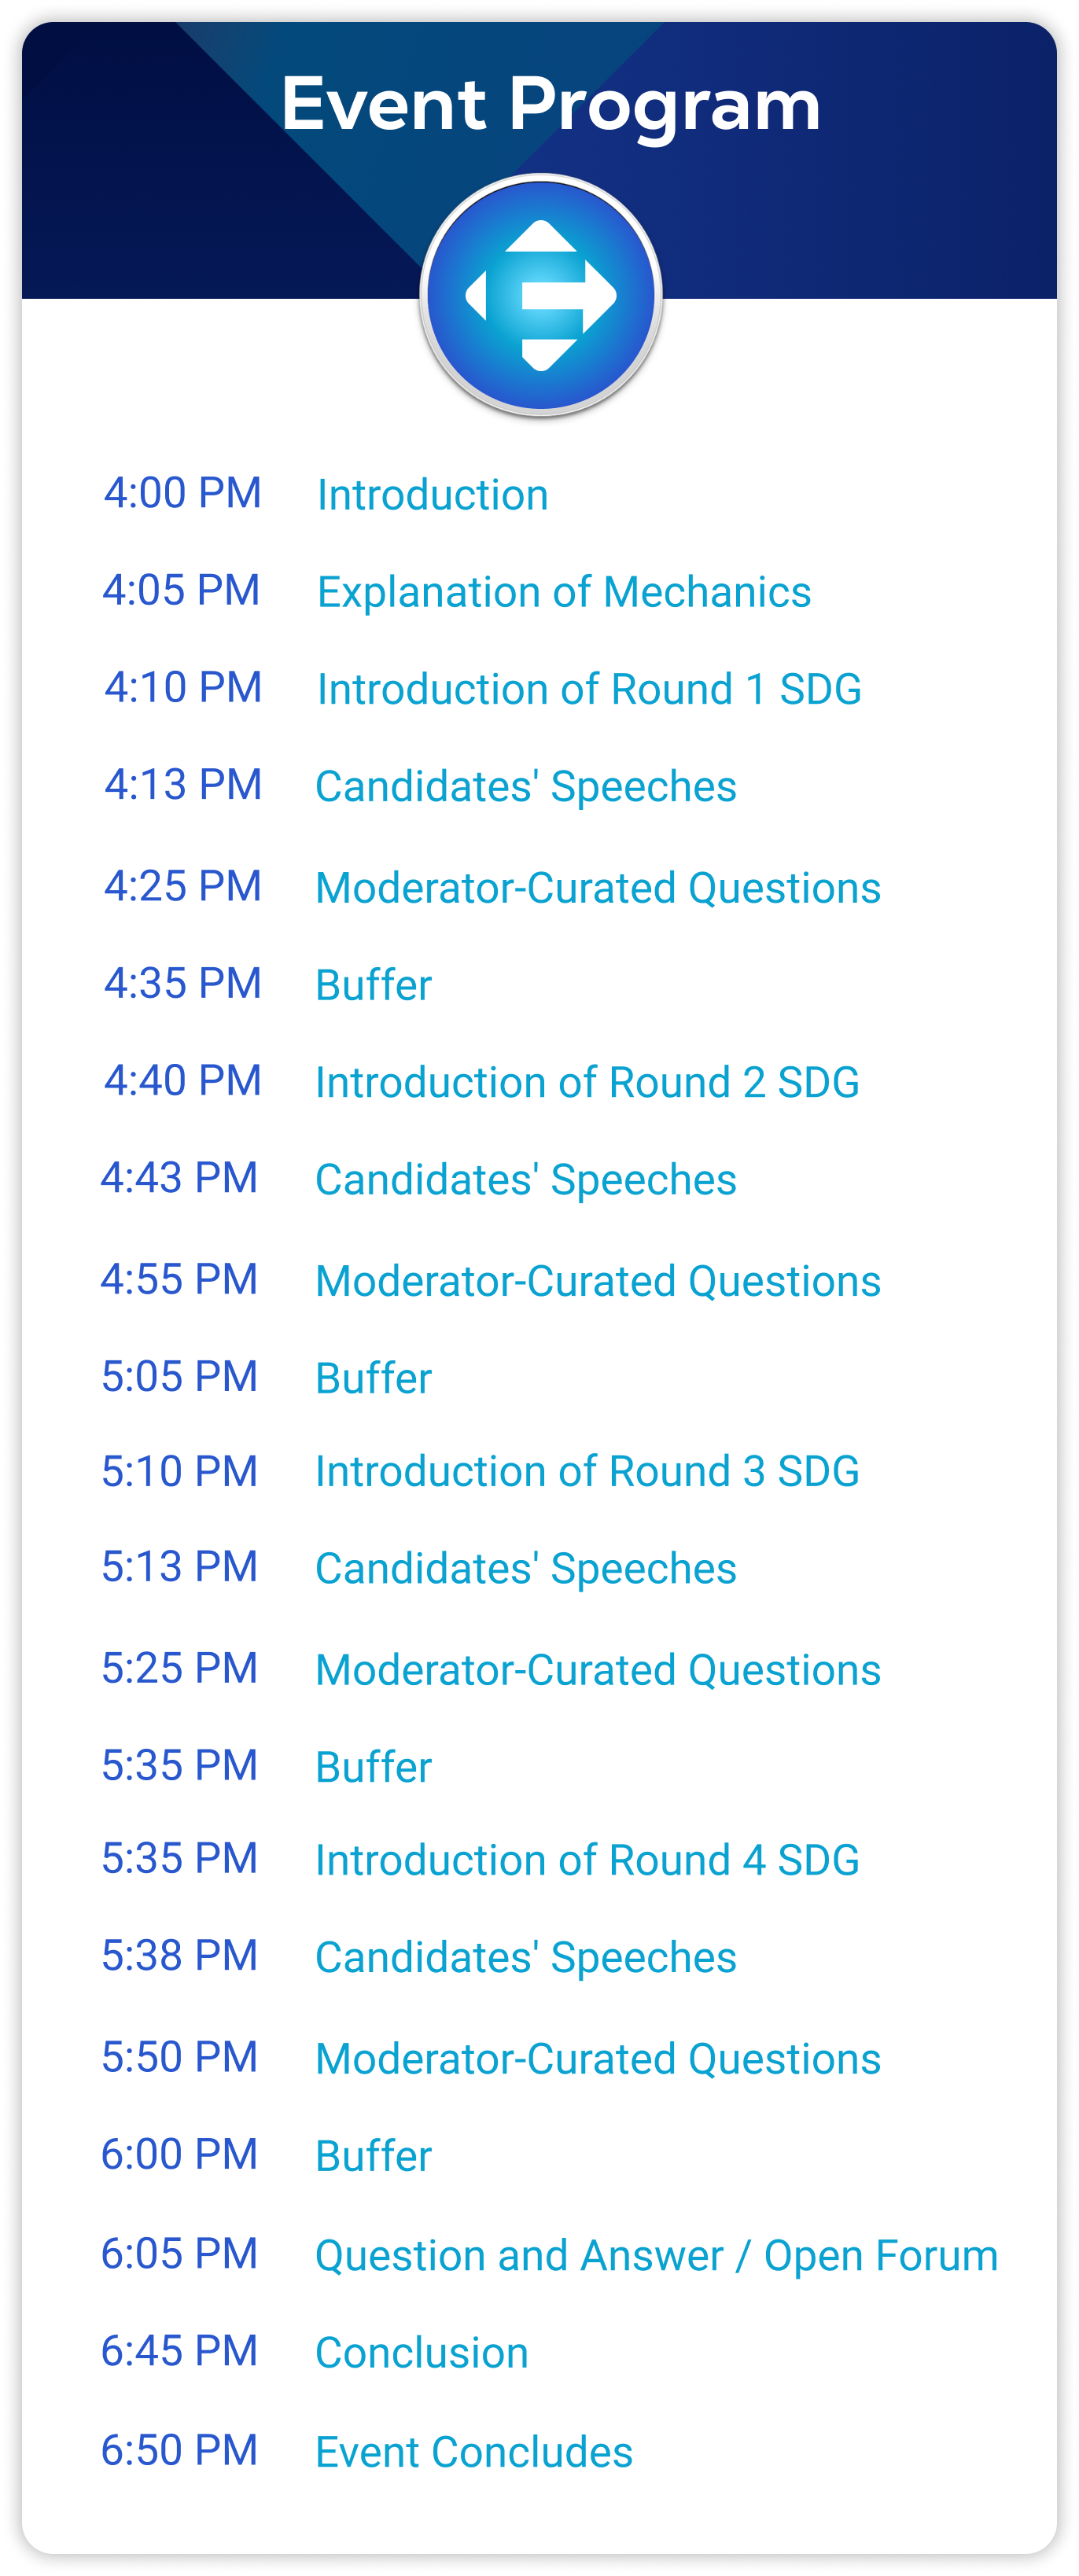 Event Program
4:00 PM Introduction
4:05 PM Explanation of Mechanics
4:10 PM Introduction of Round 1 SDG
4:13 PM Candidates' Speeches
4:25 PM Moderator-Curated Questions
4:35 PM Buffer
4:40 PM Introduction of Round 2 SDG
4:43 PM Candidates' Speeches
4:55 PM Moderator-Curated Questions
5:05 PM Buffer
5:10 PM Introduction of Round 3 SDG
5:13 PM Candidates' Speeches
5:25 PM Moderator-Curated Questions
5:35 PM Buffer
5:35 PM Introduction of Round 4 SDG
5:38 PM Candidates' Speeches
5:50 PM Moderator-Curated Questions
6:00 PM Buffer
6:05 PM Question and Answer / Open Forum
6:45 PM Conclusion
6:50 PM Event Concludes